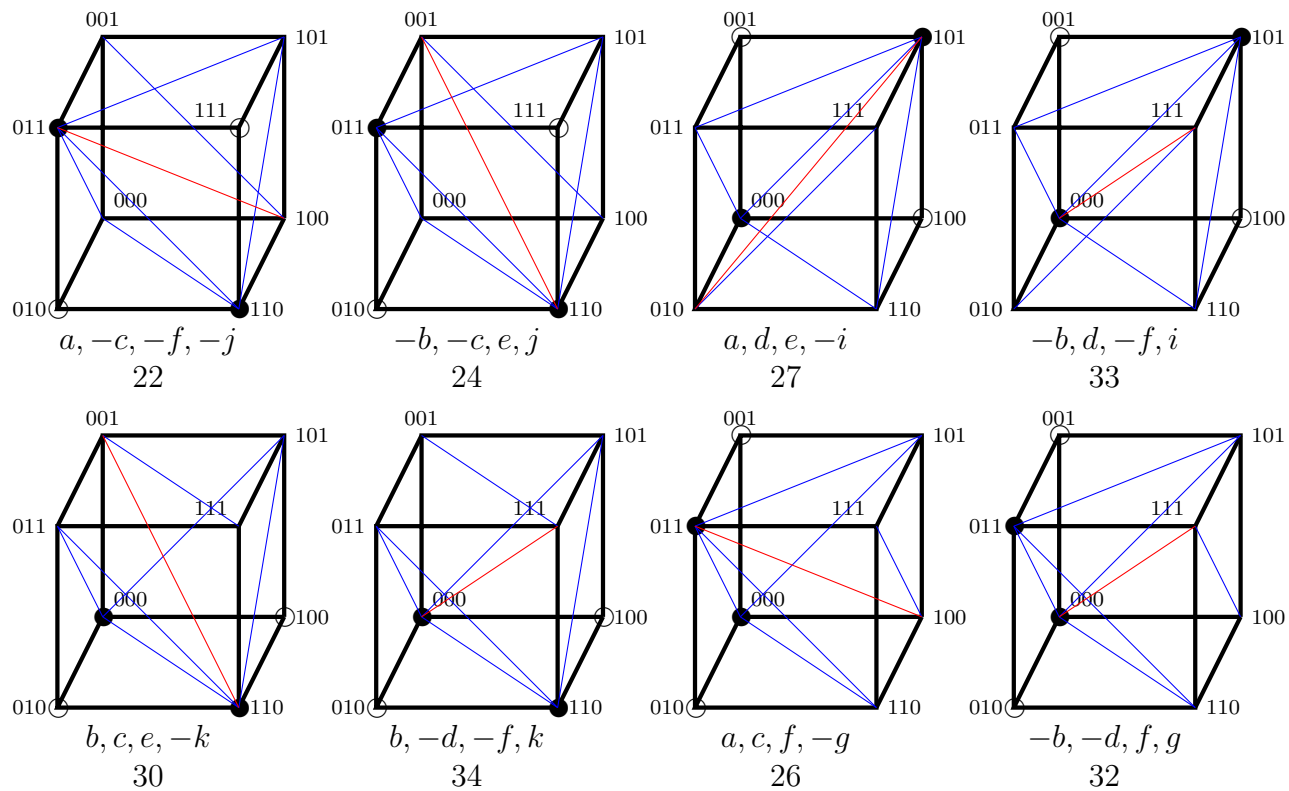 001 001 001 001
101 101 101 101
111 111 111 111
011 011 011 011
000 000 000 000
100 100 100 100
010 110 010 110 010 110 010 110
a, −c, −f, −j −b, −c, e, j a, d, e, −i −b, d, −f, i
22 24 27 33
001 001 001 001
101 101 101 101
111 111 111 111
011 011 011 011
000 000 000 000
100 100 100
010 110 010 110 010 110 010 110
b, c, e, −k b, −d, −f, k a, c, f, −g −b, −d, f, g
30 34 26 32